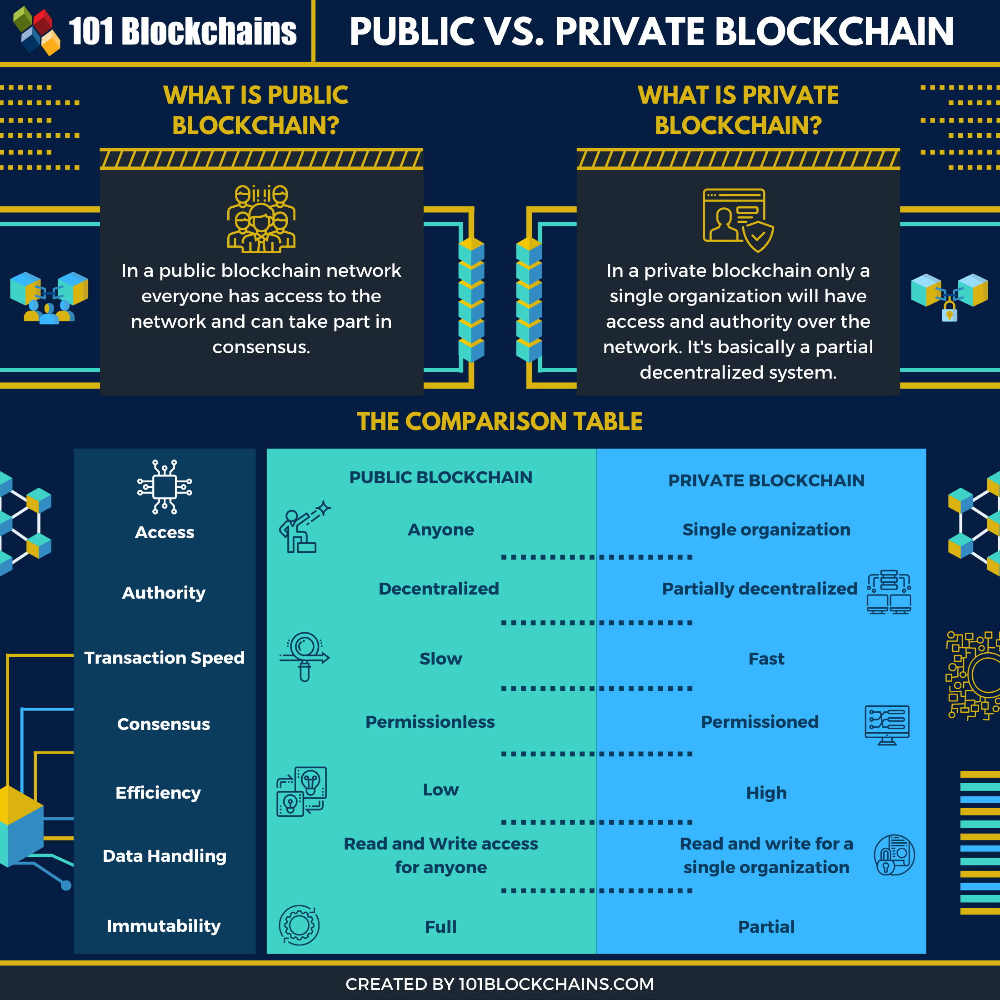 101 Blockchains
PUBLIC VS. PRIVATE BLOCKCHAIN
WHAT IS PUBLIC
BLOCKCHAIN?
In a public blockchain network
everyone has access to the
network and can take part in
consensus.
WHAT IS PRIVATE
BLOCKCHAIN?
In a private blockchain only a
single organization will have
access and authority over the
network. It's basically a partial
decentralized system.
THE COMPARISON TABLE
PUBLIC BLOCKCHAIN
PRIVATE BLOCKCHAIN
Access
Anyone
Single organization
Authority
Decentralized
Partially decentralized
Transaction Speed
Slow
Fast
Consensus
Permissionless
Permissioned
Efficiency
Low
High
Data Handling
Read and Write access
for anyone
Read and write for a
single organization
Immutability
Full
Partial
CREATED BY 101BLOCKCHAINS.COM